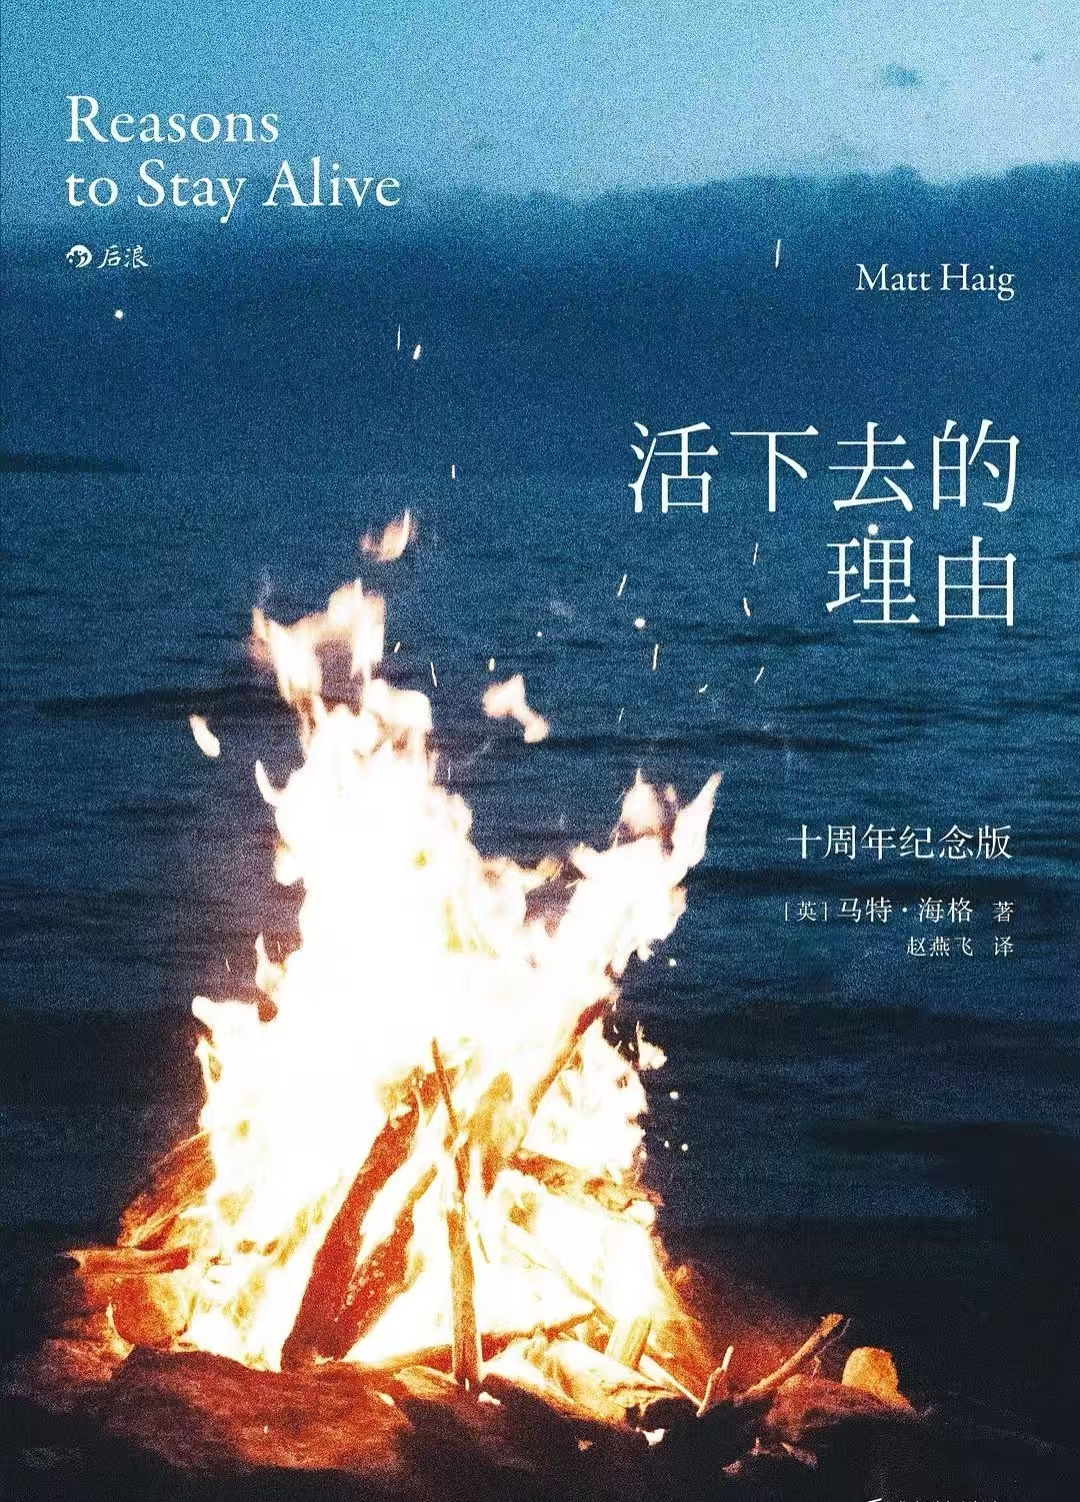 Reasons
to Stay Alive
后浪
Matt Haig
活下去的
理由
十周年纪念版
[英]马特·海格 著
赵燕飞 译